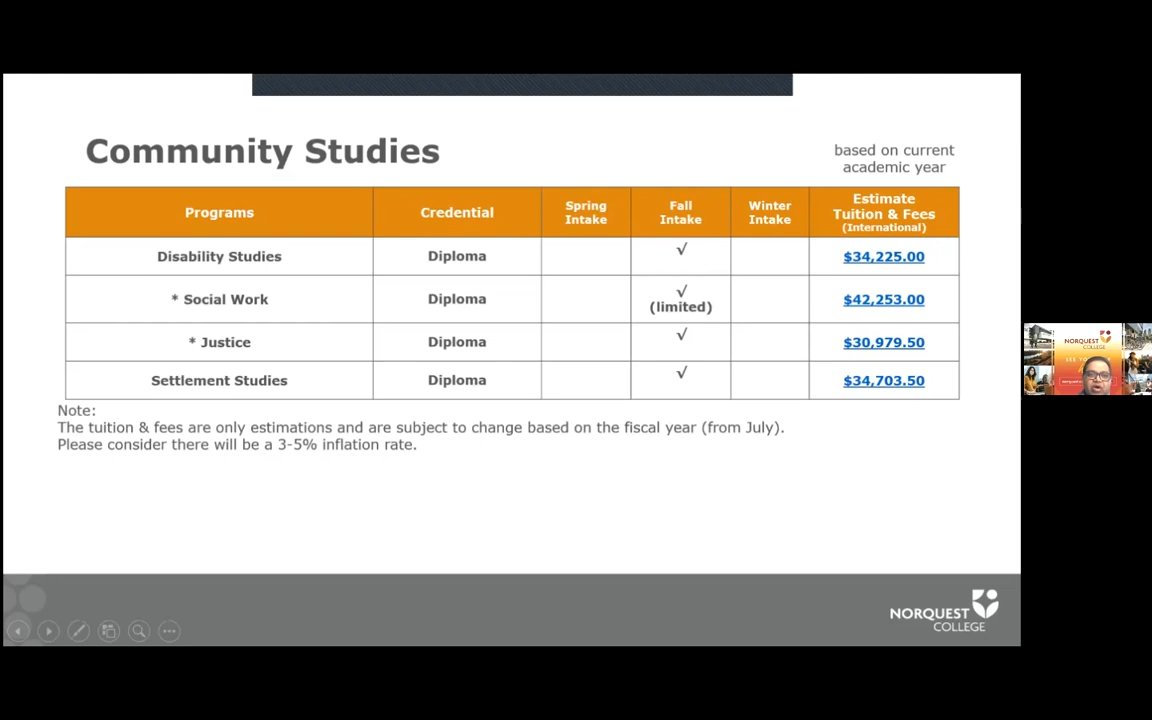 Community Studies
based on current
academic year
Programs Credential Spring Intake Fall Intake Winter Intake Estimate Tuition & Fees (International)
Disability Studies Diploma √ $34,225.00
* Social Work Diploma √ (limited) $42,253.00
* Justice Diploma √ $30,979.50
Settlement Studies Diploma √ $34,703.50
Note:
The tuition & fees are only estimations and are subject to change based on the fiscal year (from July).
Please consider there will be a 3-5% inflation rate.
NORQUEST
COLLEGE
NORQUEST
COLLEGE